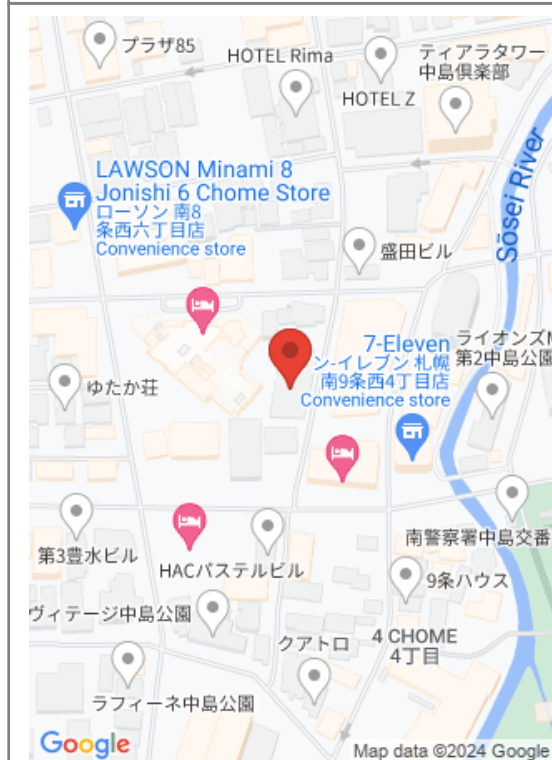 プラザ85
HOTEL Rima
ティアラタワー
中島倶楽部
HOTEL Z
Sōsei River
LAWSON Minami 8
Jonishi 6 Chome Store
ローソン 南8
条西六丁目店
Convenience store
盛田ビル
7-Eleven
ン-イレブン 札幌
南9条西4丁目店
Convenience store
ライオンズM
第2中島公園
ゆたか荘
南警察署中島交番
第3豊水ビル
HACパステルビル
9条ハウス
ヴィテージ中島公園
クアトロ
4 CHOME
4丁目
ラフィーネ中島公園
Google
Map data ©2024 Google